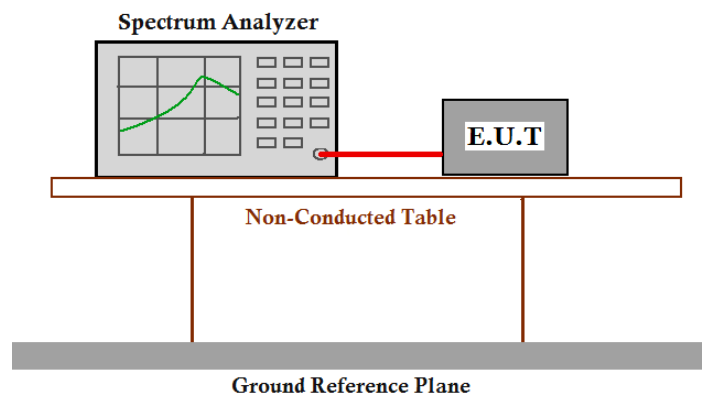 Spectrum Analyzer
E.U.T
Non-Conducted Table
Ground Reference Plane